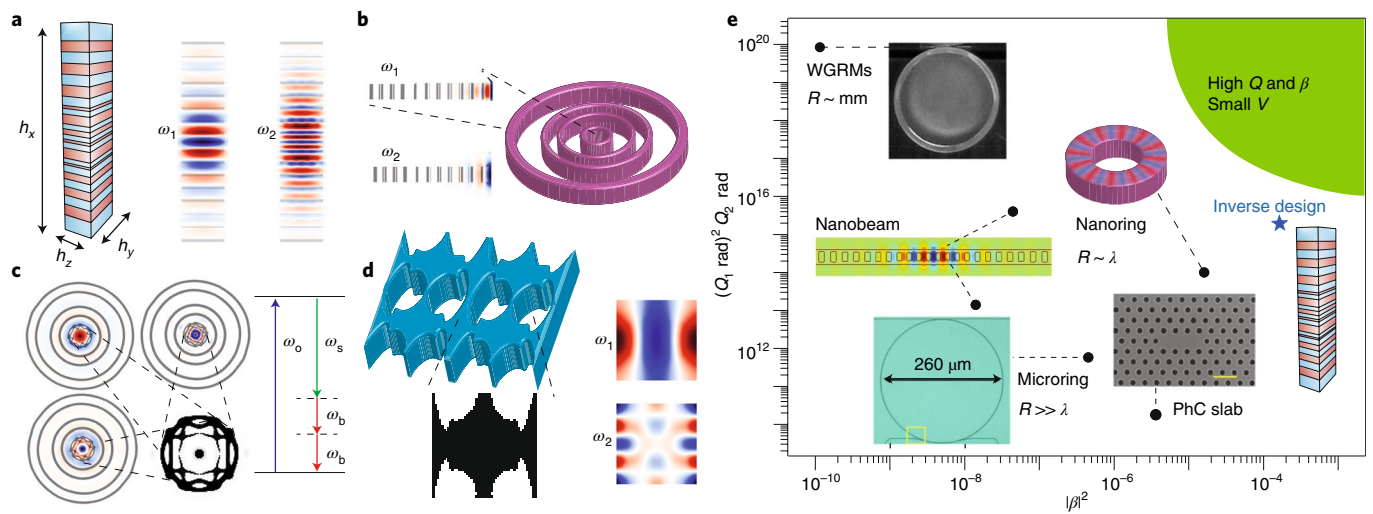 a
h_x
h_z
h_y
ω_1
ω_2
b
ω_1
ω_2
c
ω_o
ω_s
ω_b
ω_b
d
ω_1
ω_2
e
(Q_1 rad)^2 Q_2 rad
10^20
10^16
10^12
WGRMs
R ~ mm
High Q and β
Small V
Inverse design
Nanobeam
Nanoring
R ~ λ
260 μm
Microring
R >> λ
PhC slab
10^−10
10^−8
10^−6
10^−4
|β|^2